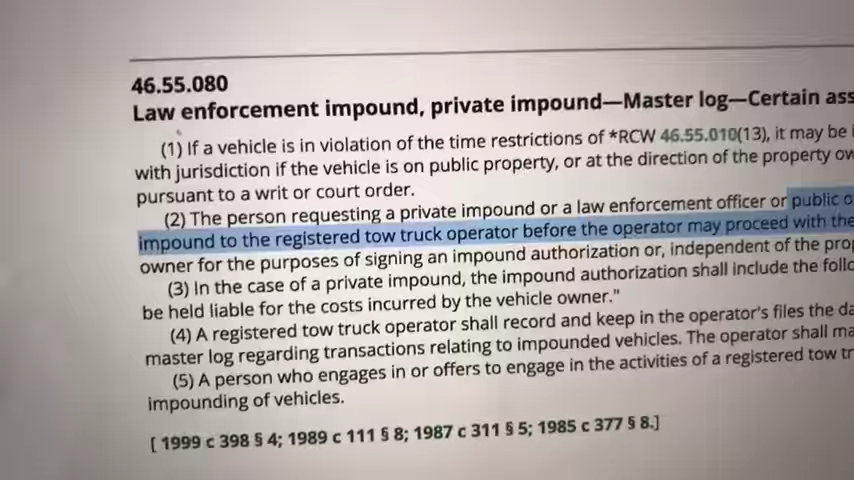 46.55.080
Law enforcement impound, private impound—Master log—Certain
(1) If a vehicle is in violation of the time restrictions of *RCW 46.55.010(13), it may be
with jurisdiction if the vehicle is on public property, or at the direction of the property
pursuant to a writ or court order.
(2) The person requesting a private impound or a law enforcement officer or public
impound to the registered tow truck operator before the operator may proceed with the
owner for the purposes of signing an impound authorization or, independent of the
(3) In the case of a private impound, the impound authorization shall include the
be held liable for the costs incurred by the vehicle owner."
(4) A registered tow truck operator shall record and keep in the operator's files the
master log regarding transactions relating to impounded vehicles. The operator shall
(5) A person who engages in or offers to engage in the activities of a registered tow
impounding of vehicles.
[ 1999 c 398 § 4; 1989 c 111 § 8; 1987 c 311 § 5; 1985 c 377 § 8.]